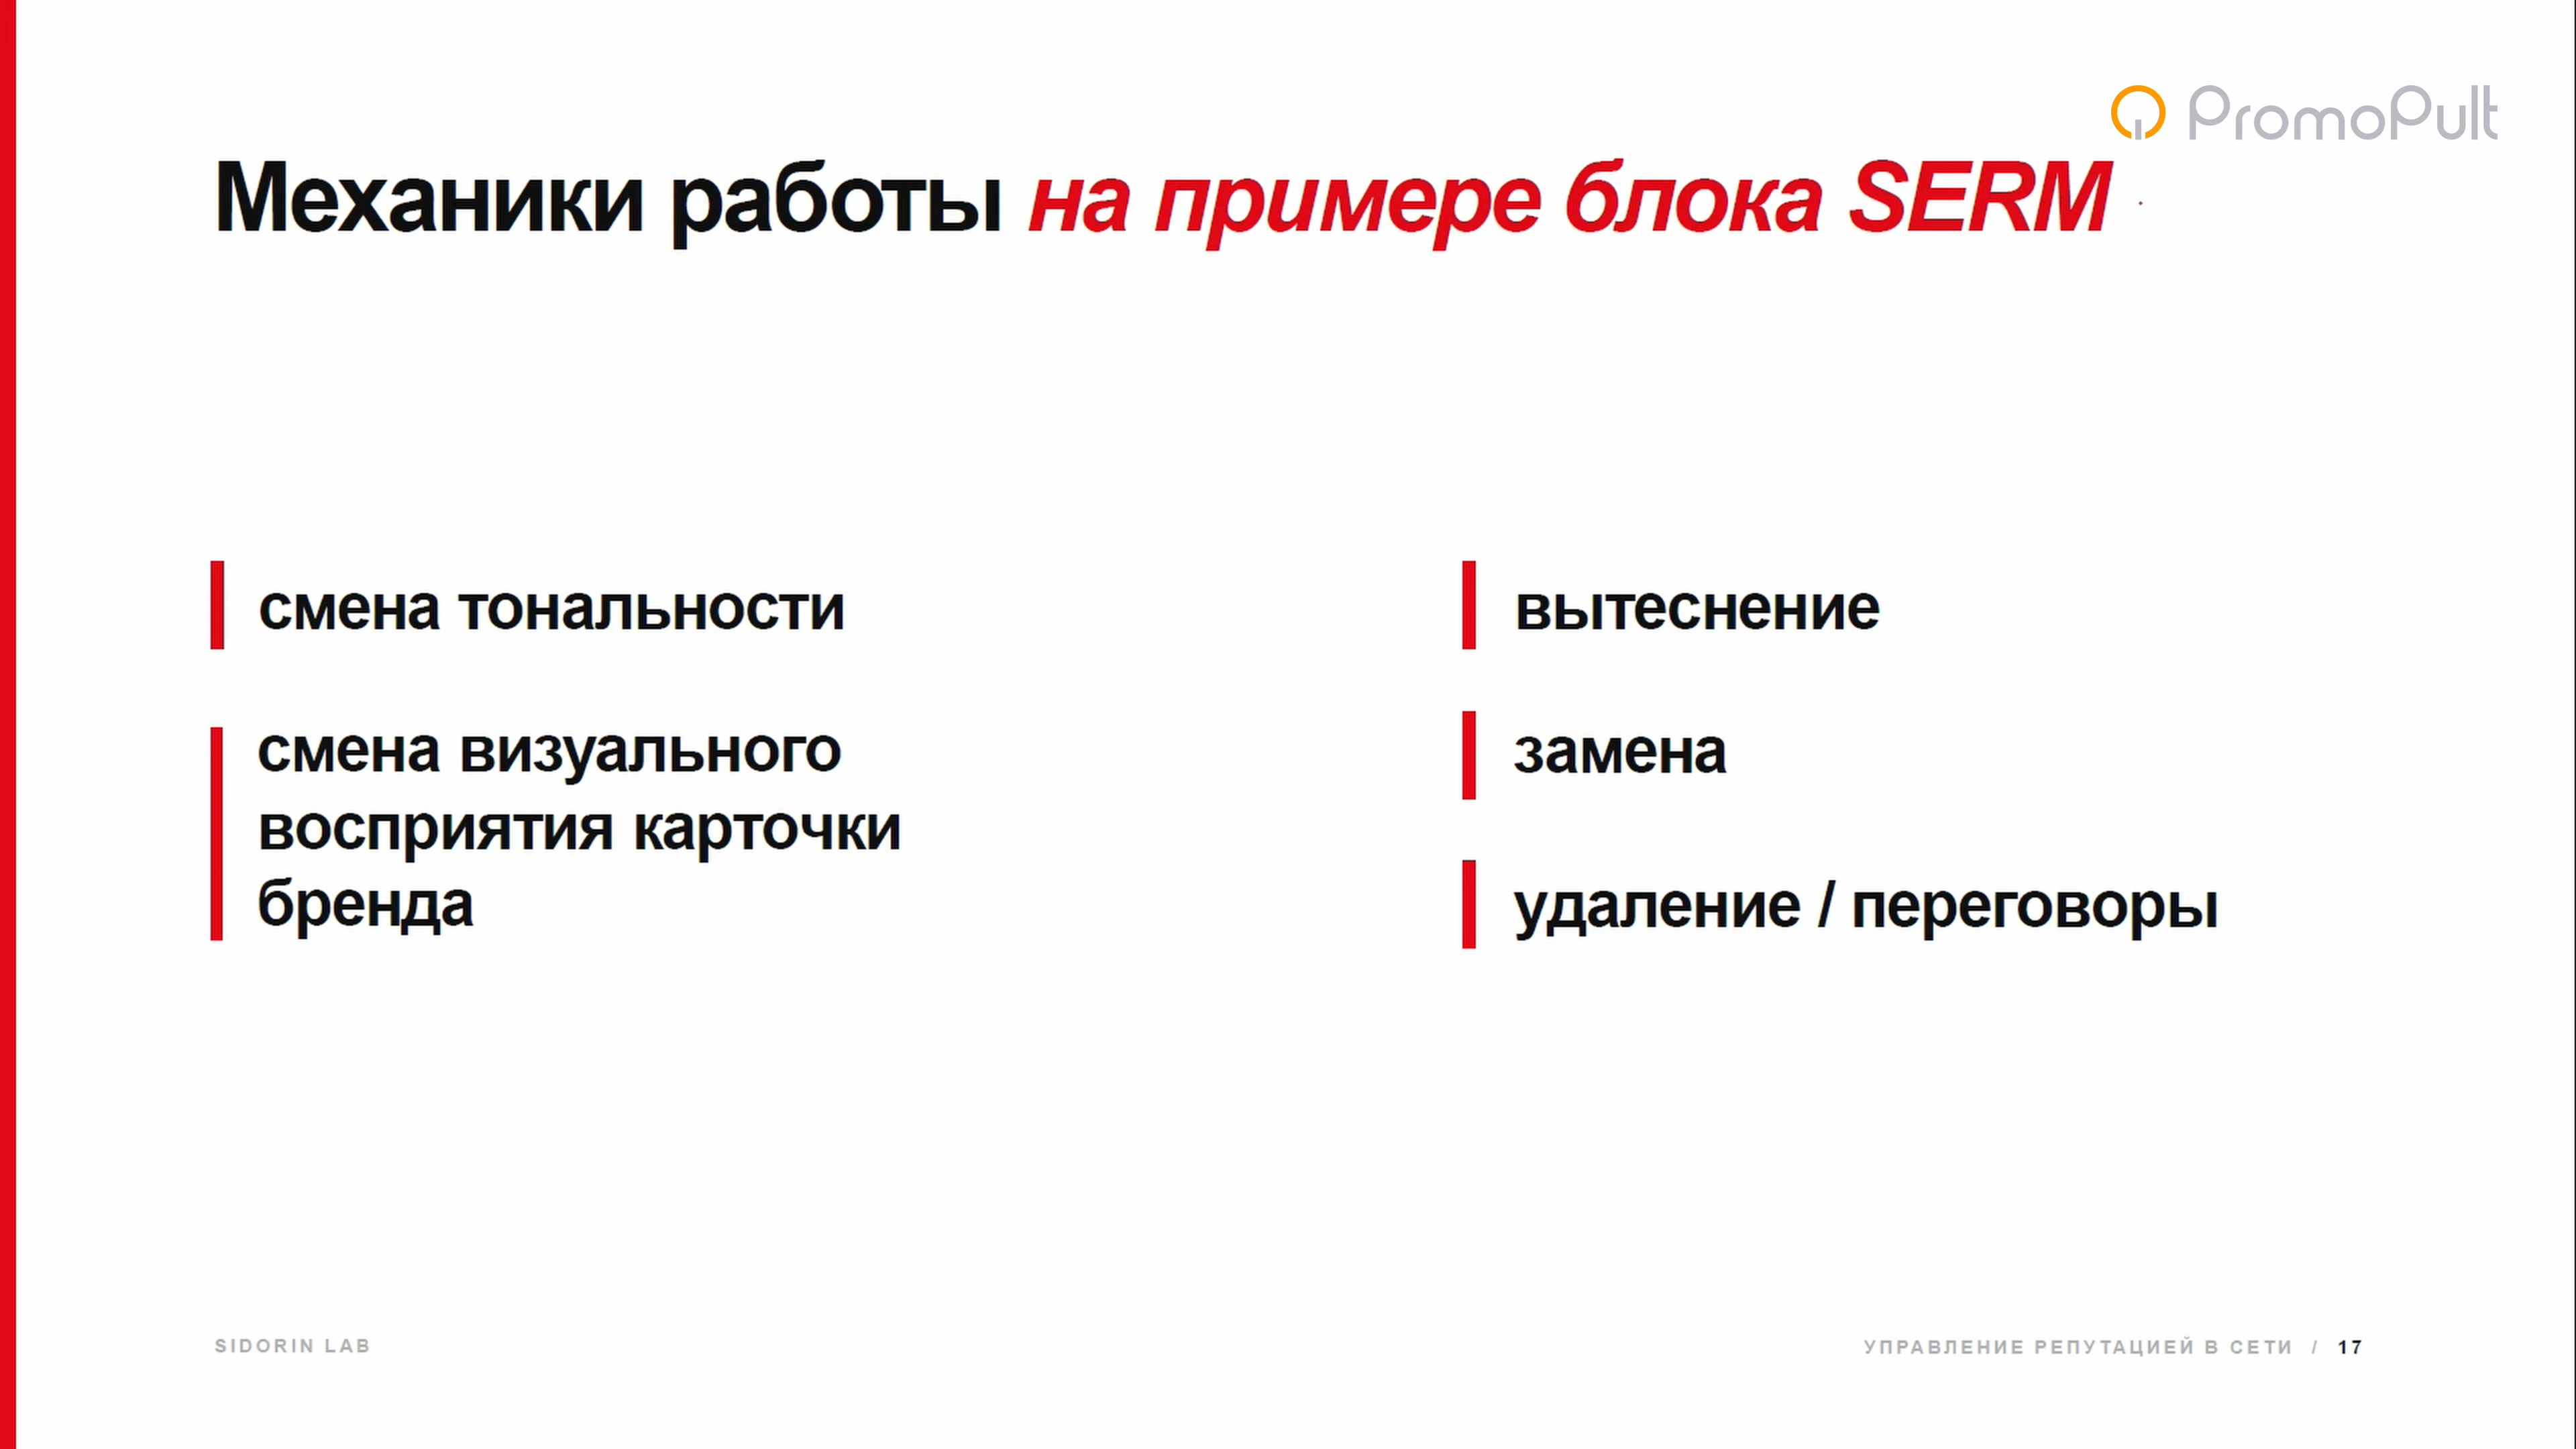 PromoPult
Механики работы на примере блока SERM
смена тональности
смена визуального
восприятия карточки
бренда
вытеснение
замена
удаление / переговоры
SIDORIN LAB
УПРАВЛЕНИЕ РЕПУТАЦИЕЙ В СЕТИ / 17